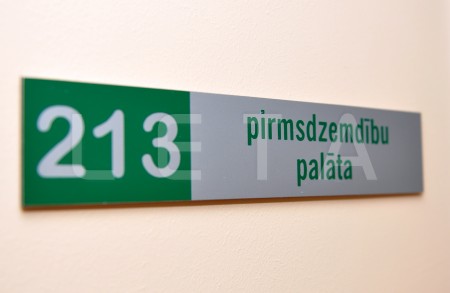 213
pirmsdzemdību
palāta
LETA